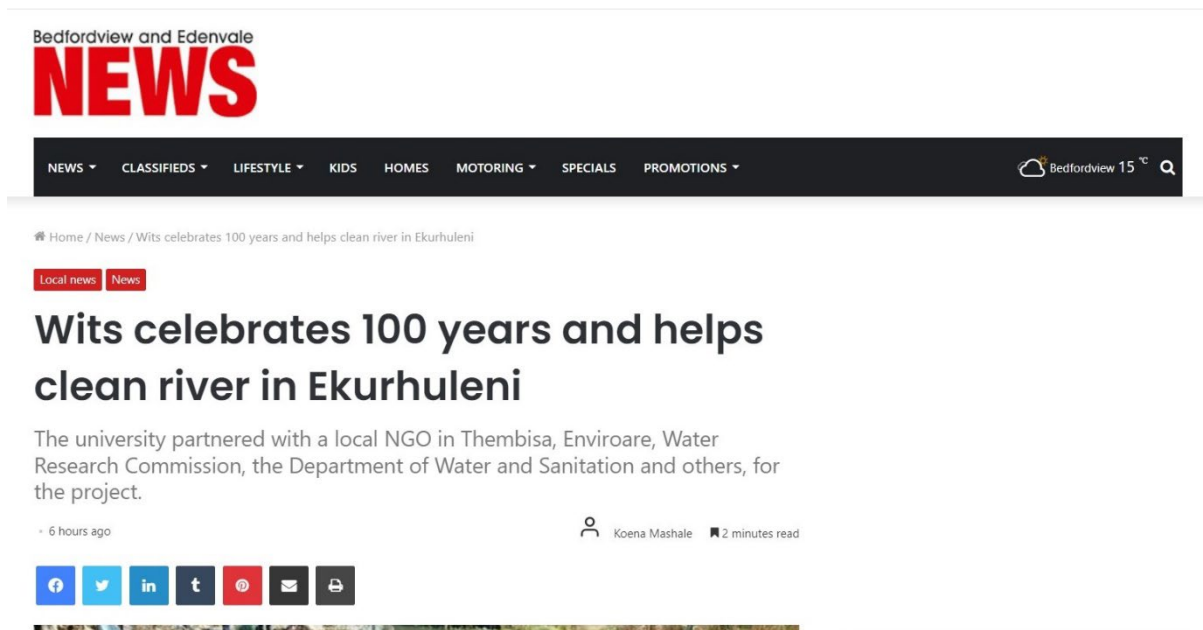 Bedfordview and Edenvale
NEWS
NEWS CLASSIFIEDS LIFESTYLE KIDS HOMES MOTORING SPECIALS PROMOTIONS Bedfordview 15 °C
Home / News / Wits celebrates 100 years and helps clean river in Ekurhuleni
Local news News
Wits celebrates 100 years and helps
clean river in Ekurhuleni
The university partnered with a local NGO in Thembisa, Enviroare, Water
Research Commission, the Department of Water and Sanitation and others, for
the project.
6 hours ago Koena Mashale 2 minutes read